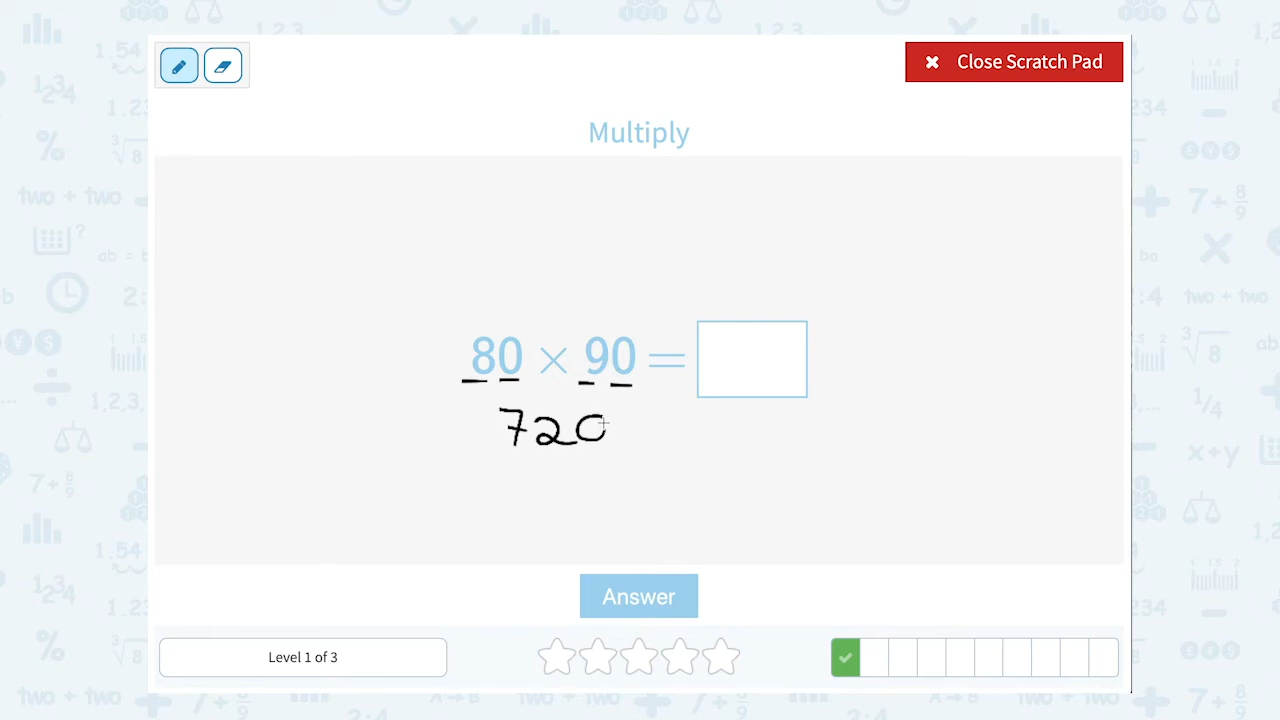 Close Scratch Pad
Multiply
80 × 90 =
720
Answer
Level 1 of 3